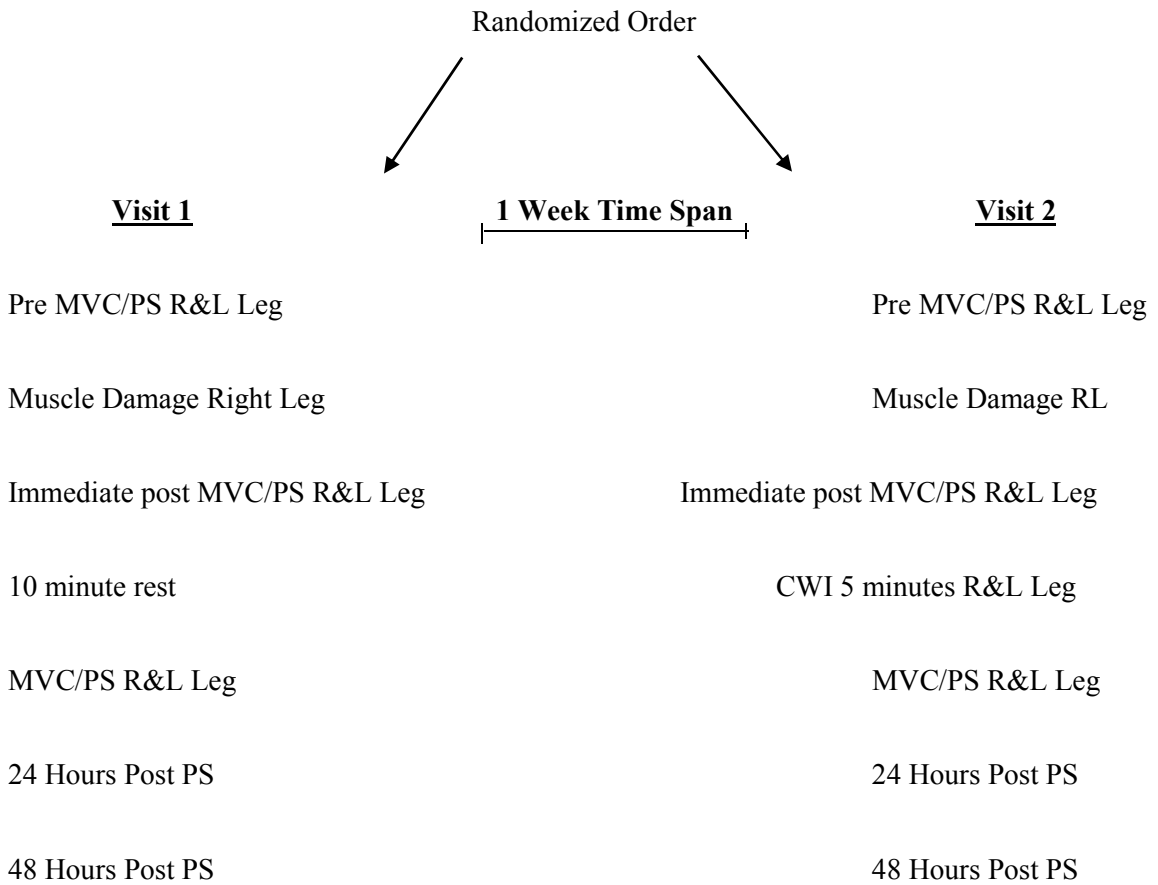 Randomized Order
Visit 1 1 Week Time Span Visit 2
Pre MVC/PS R&L Leg Pre MVC/PS R&L Leg
Muscle Damage Right Leg Muscle Damage RL
Immediate post MVC/PS R&L Leg Immediate post MVC/PS R&L Leg
10 minute rest CWI 5 minutes R&L Leg
MVC/PS R&L Leg MVC/PS R&L Leg
24 Hours Post PS 24 Hours Post PS
48 Hours Post PS 48 Hours Post PS